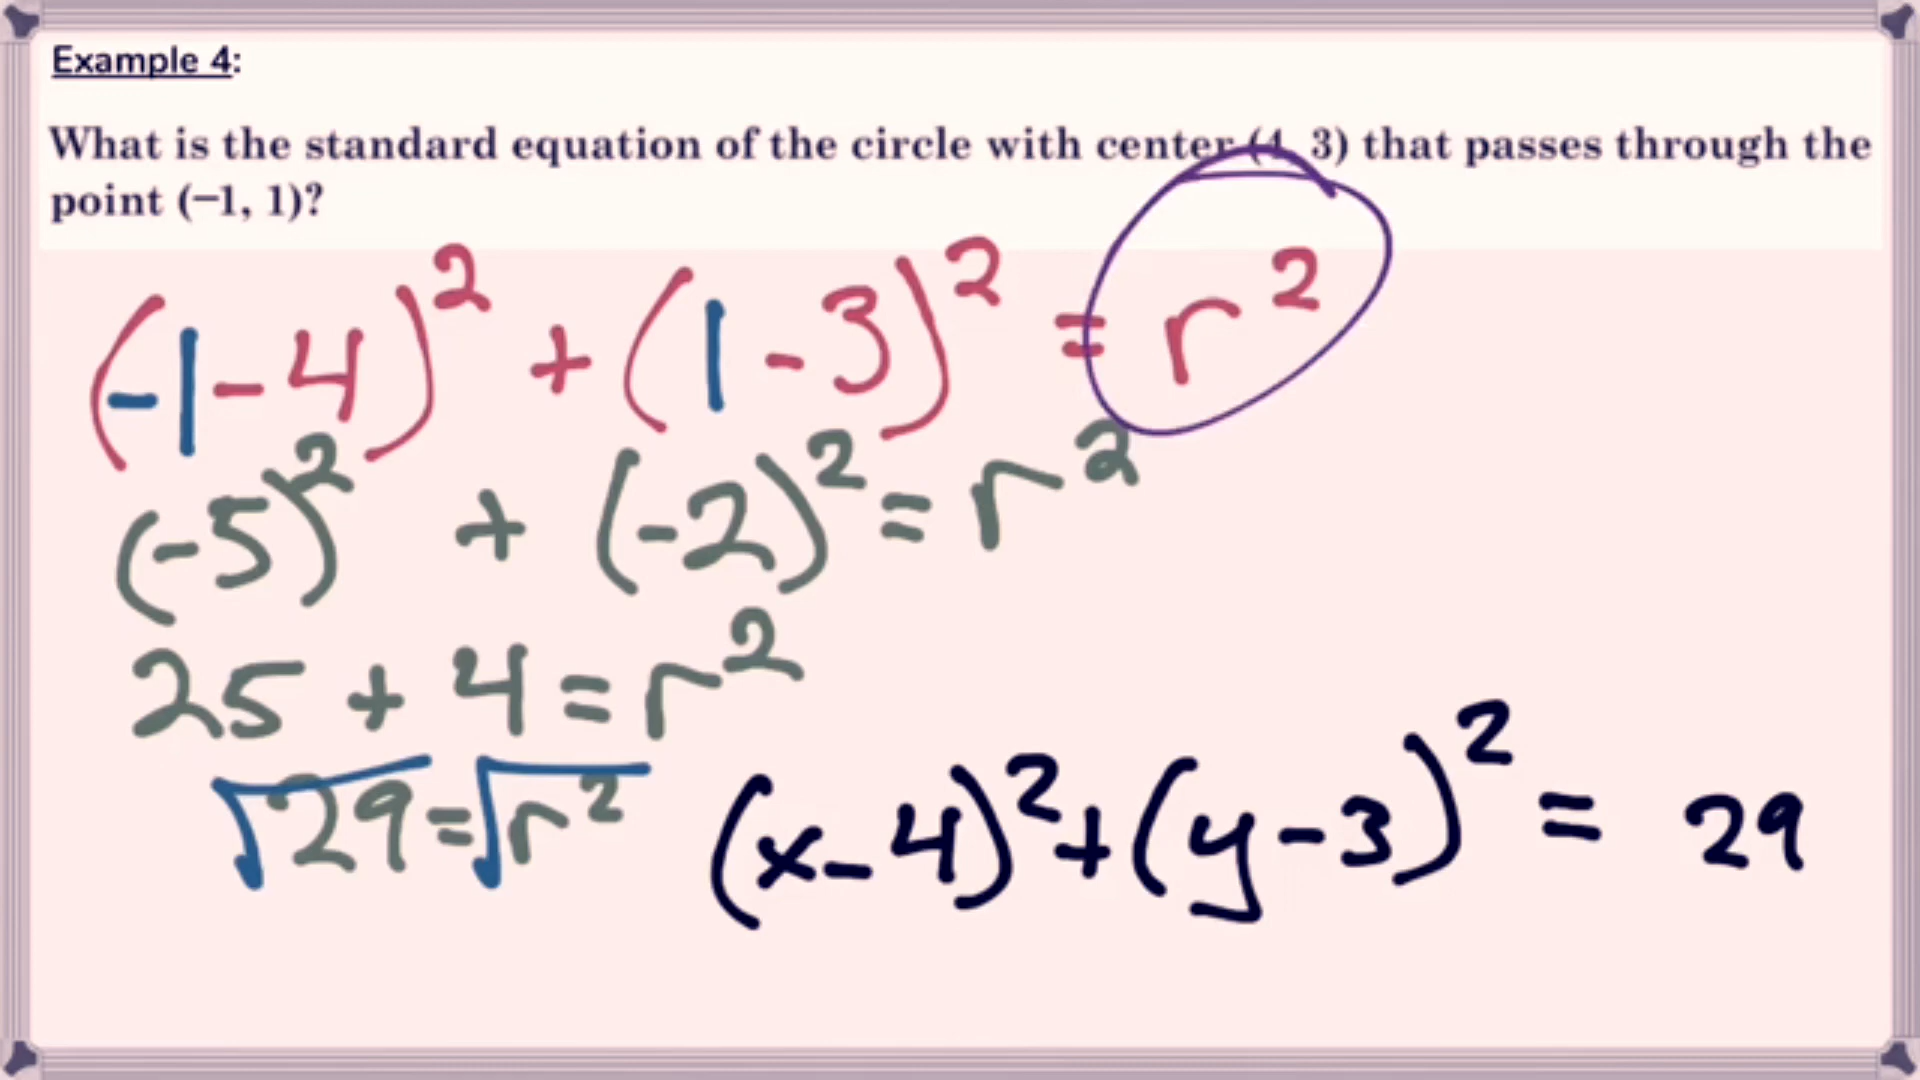 Example 4:
What is the standard equation of the circle with center (4, 3) that passes through the
point (−1, 1)?
(-1-4)² + (1-3)² = r²
(-5)² + (-2)² = r²
25 + 4 = r²
√29 = √r² (x-4)² + (y-3)² = 29